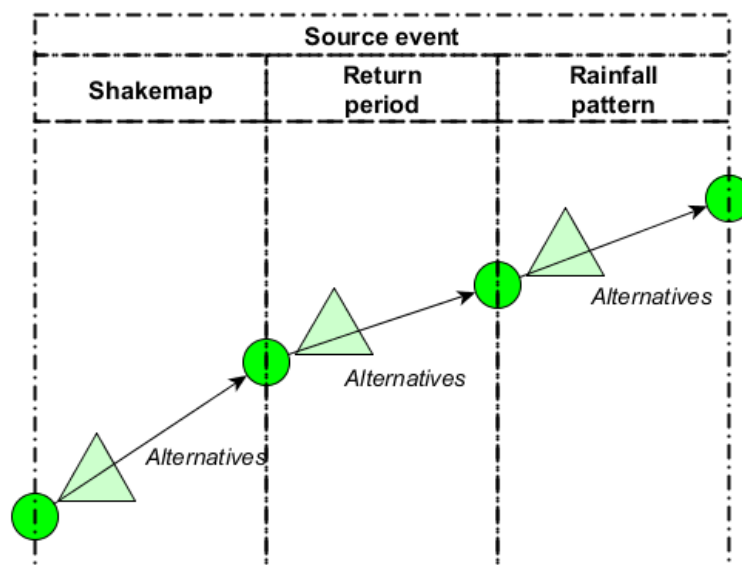 Source event
Shakemap
Return
period
Rainfall
pattern
Alternatives
Alternatives
Alternatives